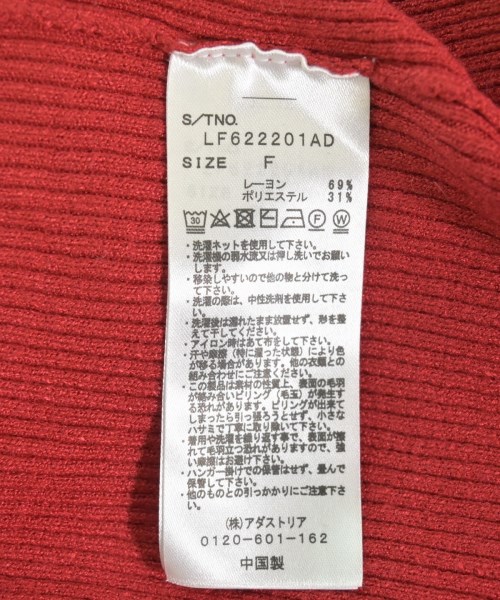 S/TNO.
LF622201AD
SIZE F
レーヨン 69%
ポリエステル 31%
30 F W
・洗濯ネットを使用して下さい。
・洗濯機の弱水流又は押し洗いでお願い
します。
・移染しやすいので他の物と分けて洗っ
て下さい。
・洗濯の際は、中性洗剤を使用して下さ
い。
・洗濯後は濡れたまま放置せず、形を整
えて干してください。
・アイロン時はあて布をして下さい。
・汗や摩擦(特に湿った状態)により色
が移る場合があります。他の衣類との
組み合わせにご注意ください。
・この製品は素材の性質上、表面の毛羽
が絡み合いピリング(毛玉)が発生す
る恐れがあります。ピリングが出来て
しまったら引っ張ろうとせず、小さな
ハサミで丁寧に取り除いて下さい。
・着用や洗濯を繰り返す事で、表面が擦
れて毛羽立つ恐れがありますので、強
い摩擦はお避け下さい。
・ハンガー掛けでの保管はせず、畳んで
保管して下さい。
・他のものとの引っかかりにご注意下さ
い。
(株)アダストリア
0120-601-162
中国製